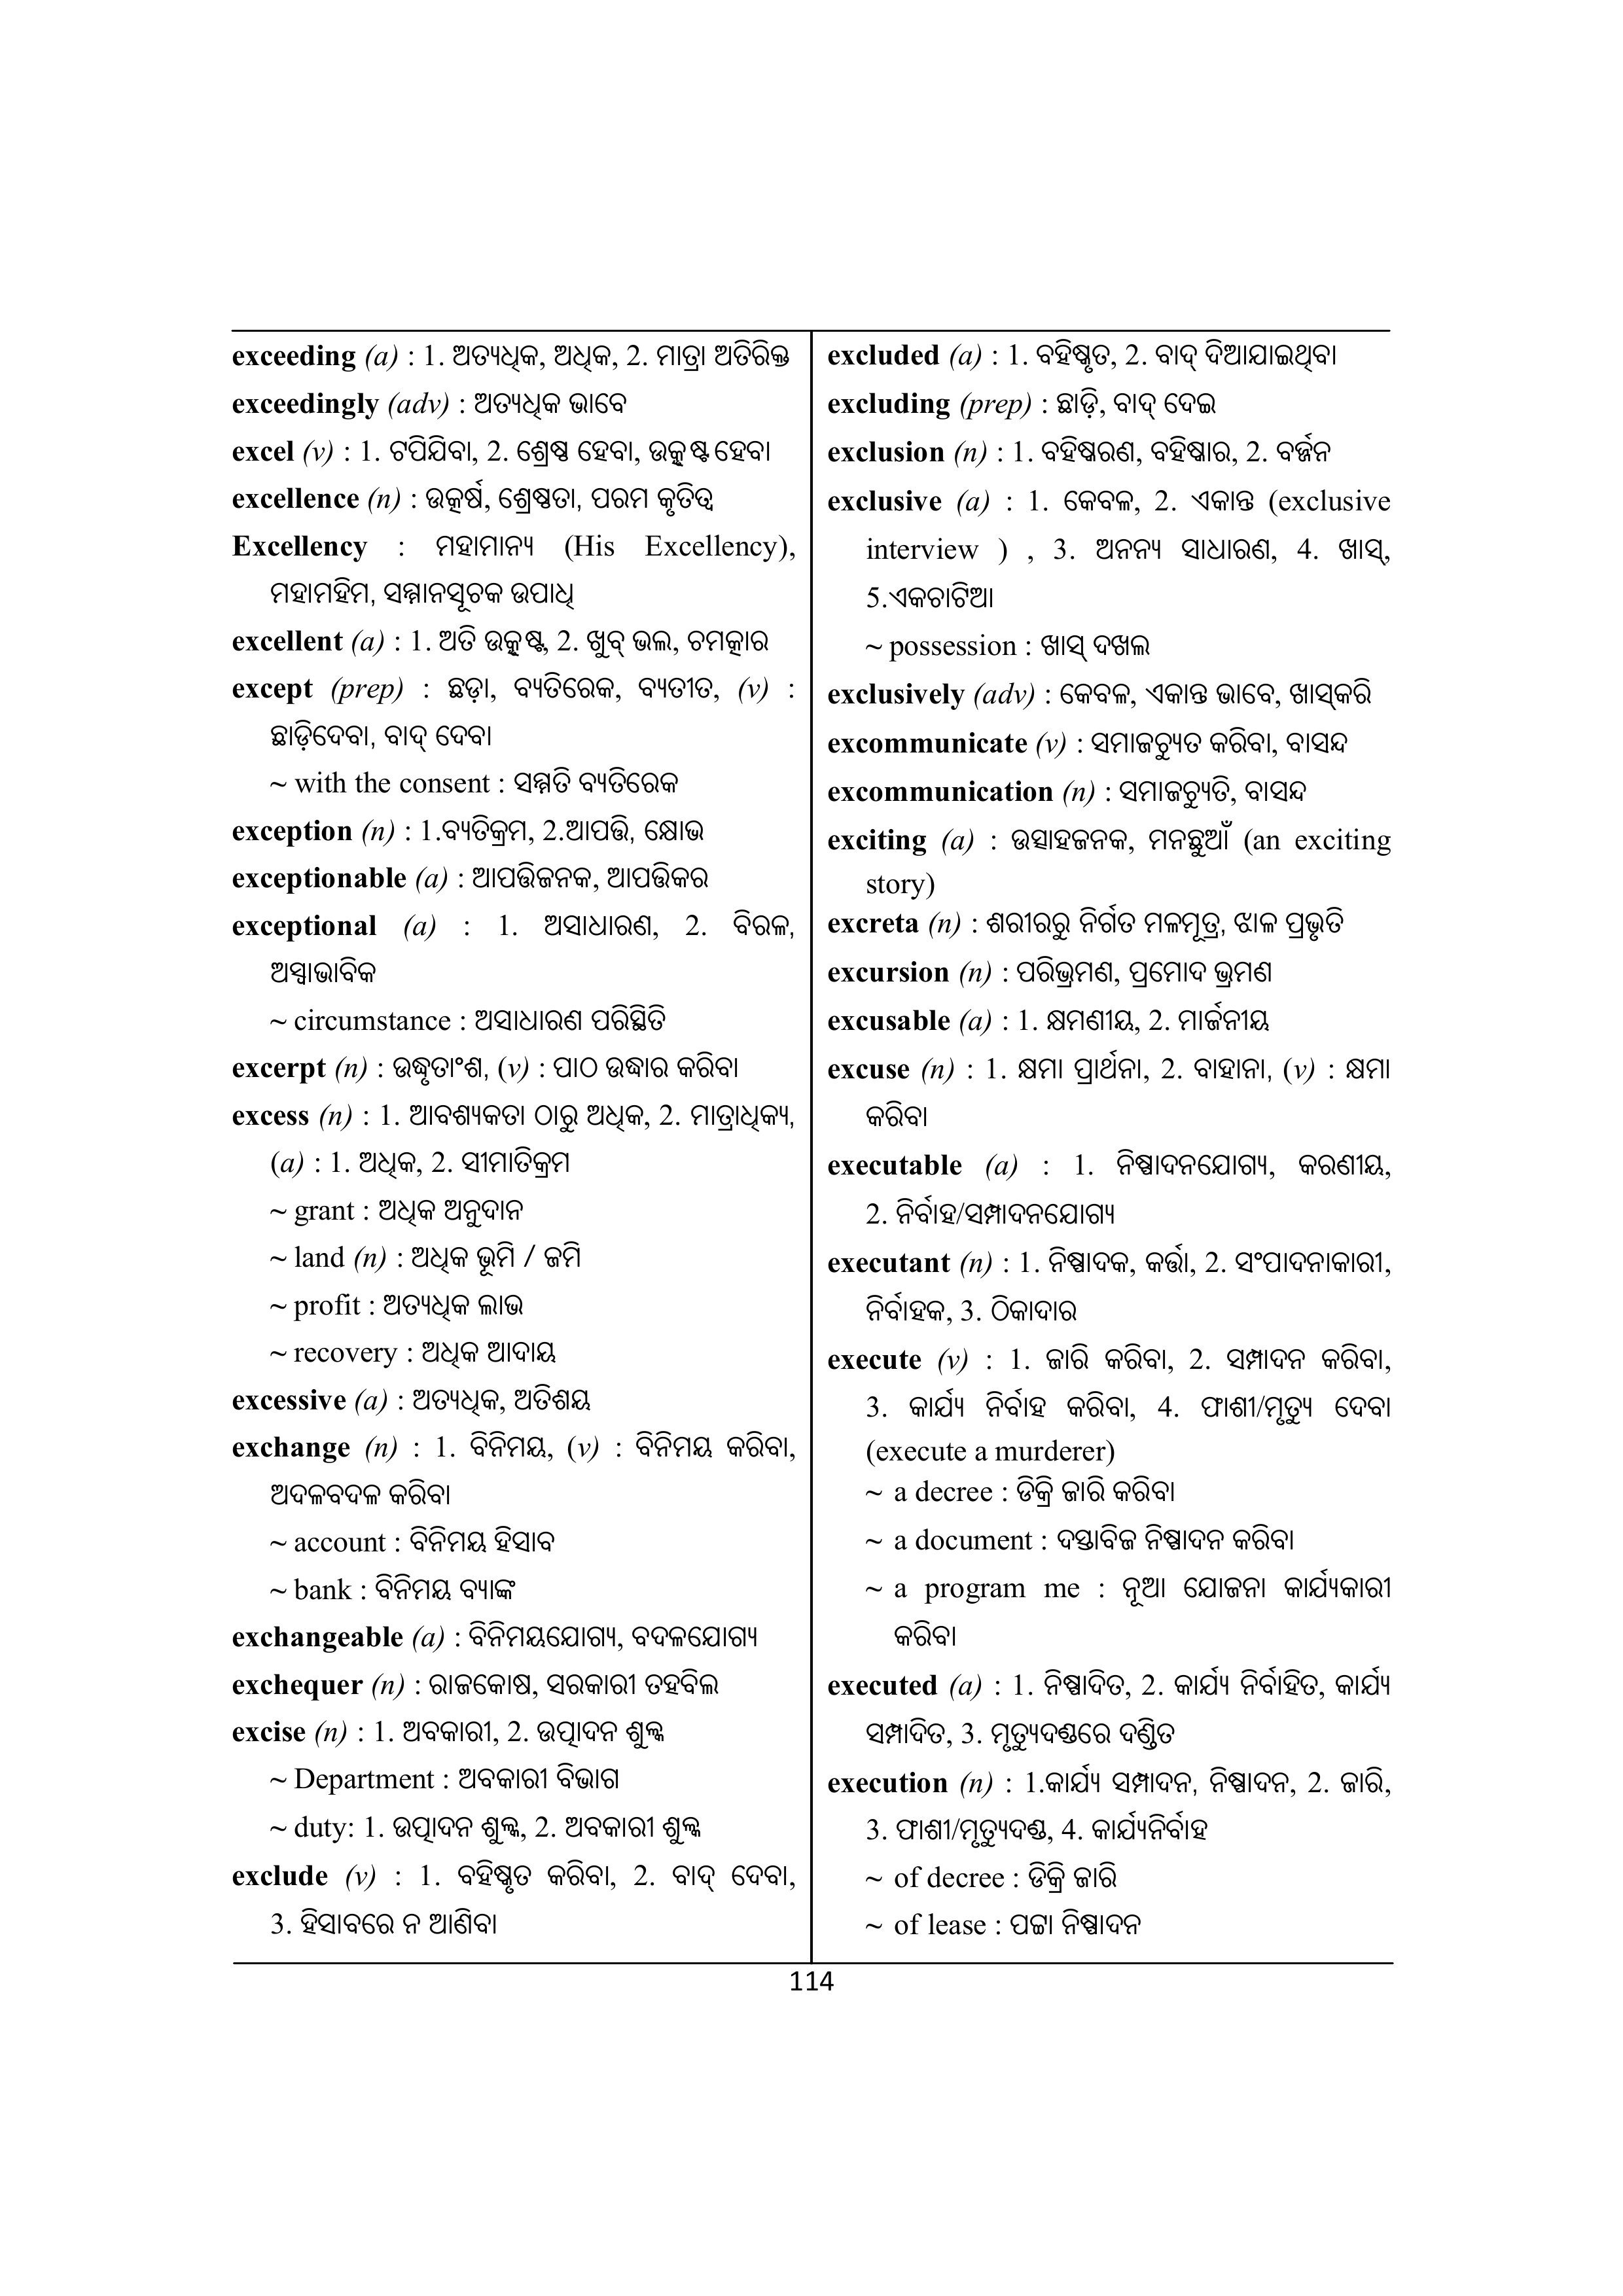 exceeding (a) : 1. ଅତ୍ୟଧିକ, ଅଧିକ, 2. ମାତ୍ରା ଅତିରିକ୍ତ
exceedingly (adv) : ଅତ୍ୟଧିକ ଭାବେ
excel (v) : 1. ଟପିଯିବା, 2. ଶ୍ରେଷ୍ଠ ହେବା, ଉତ୍କୃଷ୍ଟ ହେବା
excellence (n) : ଉତ୍କର୍ଷ, ଶ୍ରେଷ୍ଠତା, ପରମ କୃତିତ୍ୱ
Excellency : ମହାମାନ୍ୟ (His Excellency),
ମହାମହିମ, ସମ୍ମାନସୂଚକ ଉପାଧି
excellent (a) : 1. ଅତି ଉତ୍କୃଷ୍ଟ, 2. ଖୁବ୍ ଭଲ, ଚମତ୍କାର
except (prep) : ଛଡ଼ା, ବ୍ୟତିରେକ, ବ୍ୟତୀତ, (v) :
ଛାଡ଼ିଦେବା, ବାଦ୍ ଦେବା
~ with the consent : ସମ୍ମତି ବ୍ୟତିରେକ
exception (n) : 1.ବ୍ୟତିକ୍ରମ, 2.ଆପତ୍ତି, କ୍ଷୋଭ
exceptionable (a) : ଆପତ୍ତିଜନକ, ଆପତ୍ତିକର
exceptional (a) : 1. ଅସାଧାରଣ, 2. ବିରଳ,
ଅସ୍ୱାଭାବିକ
~ circumstance : ଅସାଧାରଣ ପରିସ୍ଥିତି
excerpt (n) : ଉଦ୍ଧୃତାଂଶ, (v) : ପାଠ ଉଦ୍ଧାର କରିବା
excess (n) : 1. ଆବଶ୍ୟକତା ଠାରୁ ଅଧିକ, 2. ମାତ୍ରାଧିକ୍ୟ,
(a) : 1. ଅଧିକ, 2. ସୀମାତିକ୍ରମ
~ grant : ଅଧିକ ଅନୁଦାନ
~ land (n) : ଅଧିକ ଭୂମି / ଜମି
~ profit : ଅତ୍ୟଧିକ ଲାଭ
~ recovery : ଅଧିକ ଆଦାୟ
excessive (a) : ଅତ୍ୟଧିକ, ଅତିଶୟ
exchange (n) : 1. ବିନିମୟ, (v) : ବିନିମୟ କରିବା,
ଅଦଳବଦଳ କରିବା
~ account : ବିନିମୟ ହିସାବ
~ bank : ବିନିମୟ ବ୍ୟାଙ୍କ
exchangeable (a) : ବିନିମୟଯୋଗ୍ୟ, ବଦଳଯୋଗ୍ୟ
exchequer (n) : ରାଜକୋଷ, ସରକାରୀ ତହବିଲ
excise (n) : 1. ଅବକାରୀ, 2. ଉତ୍ପାଦନ ଶୁଳ୍କ
~ Department : ଅବକାରୀ ବିଭାଗ
~ duty: 1. ଉତ୍ପାଦନ ଶୁଳ୍କ, 2. ଅବକାରୀ ଶୁଳ୍କ
exclude (v) : 1. ବହିଷ୍କୃତ କରିବା, 2. ବାଦ୍ ଦେବା,
3. ହିସାବରେ ନ ଆଣିବା
excluded (a) : 1. ବହିଷ୍କୃତ, 2. ବାଦ୍ ଦିଆଯାଇଥିବା
excluding (prep) : ଛାଡ଼ି, ବାଦ୍ ଦେଇ
exclusion (n) : 1. ବହିଷ୍କରଣ, ବହିଷ୍କାର, 2. ବର୍ଜନ
exclusive (a) : 1. କେବଳ, 2. ଏକାନ୍ତ (exclusive
interview ) , 3. ଅନନ୍ୟ ସାଧାରଣ, 4. ଖାସ୍,
5.ଏକଚାଟିଆ
~ possession : ଖାସ୍ ଦଖଲ
exclusively (adv) : କେବଳ, ଏକାନ୍ତ ଭାବେ, ଖାସ୍‌କରି
excommunicate (v) : ସମାଜଚ୍ୟୁତ କରିବା, ବାସନ୍ଦ
excommunication (n) : ସମାଜଚ୍ୟୁତି, ବାସନ୍ଦ
exciting (a) : ଉତ୍ସାହଜନକ, ମନଛୁଆଁ (an exciting
story)
excreta (n) : ଶରୀରରୁ ନିର୍ଗତ ମଳମୂତ୍ର, ଝାଳ ପ୍ରଭୃତି
excursion (n) : ପରିଭ୍ରମଣ, ପ୍ରମୋଦ ଭ୍ରମଣ
excusable (a) : 1. କ୍ଷମଣୀୟ, 2. ମାର୍ଜନୀୟ
excuse (n) : 1. କ୍ଷମା ପ୍ରାର୍ଥନା, 2. ବାହାନା, (v) : କ୍ଷମା
କରିବା
executable (a) : 1. ନିଷ୍ପାଦନଯୋଗ୍ୟ, କରଣୀୟ,
2. ନିର୍ବାହ/ସମ୍ପାଦନଯୋଗ୍ୟ
executant (n) : 1. ନିଷ୍ପାଦକ, କର୍ତ୍ତା, 2. ସଂପାଦନାକାରୀ,
ନିର୍ବାହକ, 3. ଠିକାଦାର
execute (v) : 1. ଜାରି କରିବା, 2. ସମ୍ପାଦନ କରିବା,
3. କାର୍ଯ୍ୟ ନିର୍ବାହ କରିବା, 4. ଫାଶୀ/ମୃତ୍ୟୁ ଦେବା
(execute a murderer)
~ a decree : ଡିକ୍ରି ଜାରି କରିବା
~ a document : ଦସ୍ତାବିଜ ନିଷ୍ପାଦନ କରିବା
~ a program me : ନୂଆ ଯୋଜନା କାର୍ଯ୍ୟକାରୀ
କରିବା
executed (a) : 1. ନିଷ୍ପାଦିତ, 2. କାର୍ଯ୍ୟ ନିର୍ବାହିତ, କାର୍ଯ୍ୟ
ସମ୍ପାଦିତ, 3. ମୃତ୍ୟୁଦଣ୍ଡରେ ଦଣ୍ଡିତ
execution (n) : 1.କାର୍ଯ୍ୟ ସମ୍ପାଦନ, ନିଷ୍ପାଦନ, 2. ଜାରି,
3. ଫାଶୀ/ମୃତ୍ୟୁଦଣ୍ଡ, 4. କାର୍ଯ୍ୟନିର୍ବାହ
~ of decree : ଡିକ୍ରି ଜାରି
~ of lease : ପଟ୍ଟା ନିଷ୍ପାଦନ
114